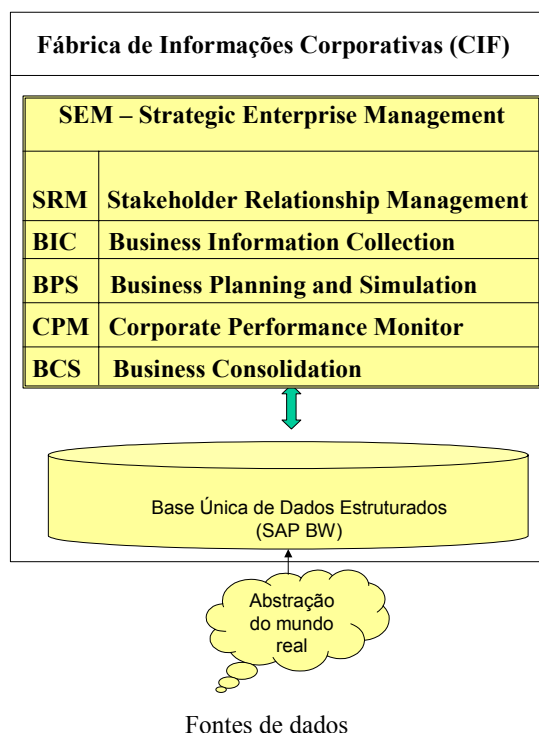 Fábrica de Informações Corporativas (CIF)
SEM – Strategic Enterprise Management
SRM Stakeholder Relationship Management
BIC Business Information Collection
BPS Business Planning and Simulation
CPM Corporate Performance Monitor
BCS Business Consolidation
Base Única de Dados Estruturados
(SAP BW)
Abstração
do mundo
real
Fontes de dados